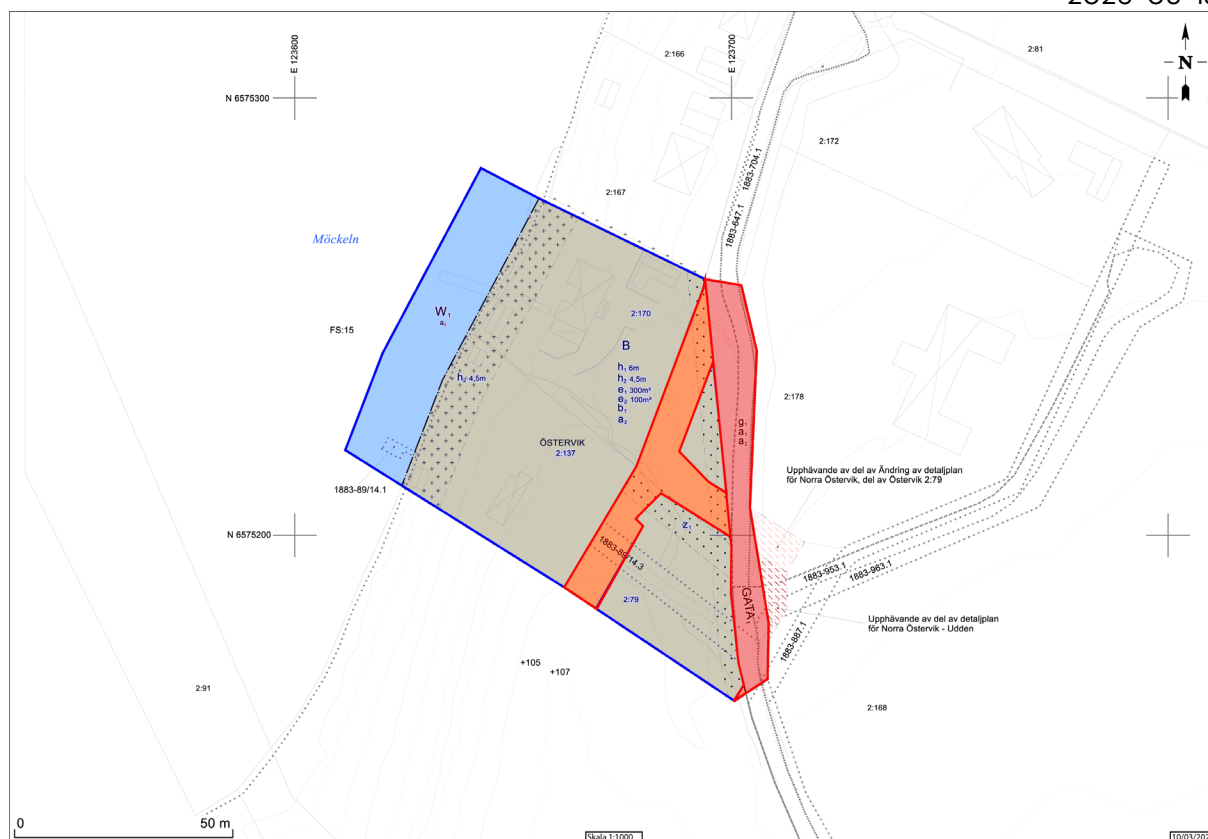 E 123600
E 123700
2:166
2:81
N
N 6575300
2:172
1883-704.1
2:167
1883-647.1
Möckeln
W₁
a₂
2:170
FS:15
B
h₁ 6m
h₂ 4,5m
e₁ 300m²
e₂ 100m²
b₁
a₂
h₂ 4,5m
2:178
g₁
a₁
a₂
ÖSTERVIK
2:137
Upphävande av del av Ändring av detaljplan
för Norra Östervik, del av Östervik 2:79
1883-89/14.1
z₁
N 6575200
1883-89/14.3
1883-953.1
1883-963.1
2:79
GATA₁
Upphävande av del av detaljplan
för Norra Östervik - Udden
1883-887.1
+105
+107
2:91
2:168
0
50 m
Skala 1:1000